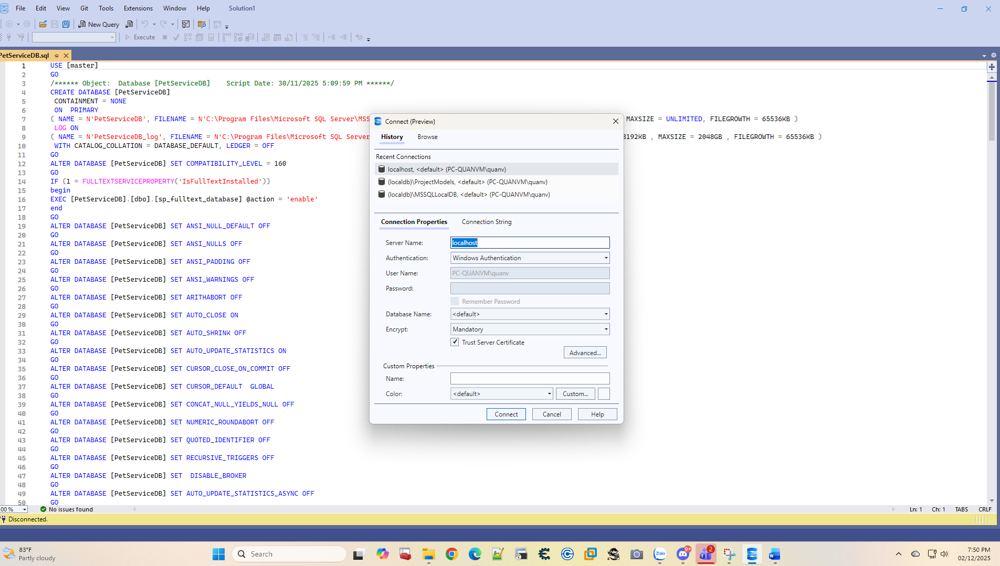 File Edit View Git Tools Extensions Window Help Solution1
New Query
Execute
PetServiceDB.sql
1 USE [master]
2 GO
3 /****** Object:  Database [PetServiceDB]    Script Date: 30/11/2025 5:09:59 PM ******/
4 CREATE DATABASE [PetServiceDB]
5  CONTAINMENT = NONE
6  ON  PRIMARY
7 ( NAME = N'PetServiceDB', FILENAME = N'C:\Program Files\Microsoft SQL Server\MSS MAXSIZE = UNLIMITED, FILEGROWTH = 65536KB )
8  LOG ON
9 ( NAME = N'PetServiceDB_log', FILENAME = N'C:\Program Files\Microsoft SQL Server 8192KB , MAXSIZE = 2048GB , FILEGROWTH = 65536KB )
10  WITH CATALOG_COLLATION = DATABASE_DEFAULT, LEDGER = OFF
11 GO
12 ALTER DATABASE [PetServiceDB] SET COMPATIBILITY_LEVEL = 160
13 GO
14 IF (1 = FULLTEXTSERVICEPROPERTY('IsFullTextInstalled'))
15 begin
16 EXEC [PetServiceDB].[dbo].[sp_fulltext_database] @action = 'enable'
17 end
18 GO
19 ALTER DATABASE [PetServiceDB] SET ANSI_NULL_DEFAULT OFF
20 GO
21 ALTER DATABASE [PetServiceDB] SET ANSI_NULLS OFF
22 GO
23 ALTER DATABASE [PetServiceDB] SET ANSI_PADDING OFF
24 GO
25 ALTER DATABASE [PetServiceDB] SET ANSI_WARNINGS OFF
26 GO
27 ALTER DATABASE [PetServiceDB] SET ARITHABORT OFF
28 GO
29 ALTER DATABASE [PetServiceDB] SET AUTO_CLOSE ON
30 GO
31 ALTER DATABASE [PetServiceDB] SET AUTO_SHRINK OFF
32 GO
33 ALTER DATABASE [PetServiceDB] SET AUTO_UPDATE_STATISTICS ON
34 GO
35 ALTER DATABASE [PetServiceDB] SET CURSOR_CLOSE_ON_COMMIT OFF
36 GO
37 ALTER DATABASE [PetServiceDB] SET CURSOR_DEFAULT  GLOBAL
38 GO
39 ALTER DATABASE [PetServiceDB] SET CONCAT_NULL_YIELDS_NULL OFF
40 GO
41 ALTER DATABASE [PetServiceDB] SET NUMERIC_ROUNDABORT OFF
42 GO
43 ALTER DATABASE [PetServiceDB] SET QUOTED_IDENTIFIER OFF
44 GO
45 ALTER DATABASE [PetServiceDB] SET RECURSIVE_TRIGGERS OFF
46 GO
47 ALTER DATABASE [PetServiceDB] SET  DISABLE_BROKER
48 GO
49 ALTER DATABASE [PetServiceDB] SET AUTO_UPDATE_STATISTICS_ASYNC OFF
50 GO
Connect (Preview)
History Browse
Recent Connections
localhost, <default> (PC-QUANVM\quanv)
(localdb)\ProjectModels, <default> (PC-QUANVM\quanv)
(localdb)\MSSQLLocalDB, <default> (PC-QUANVM\quanv)
Connection Properties Connection String
Server Name: localhost
Authentication: Windows Authentication
User Name: PC-QUANVM\quanv
Password:
Remember Password
Database Name: <default>
Encrypt: Mandatory
Trust Server Certificate
Advanced...
Custom Properties
Name:
Color: <default> Custom...
Connect Cancel Help
00 % No issues found Ln: 1 Ch: 1 TABS CRLF
Disconnected.
83°F
Partly cloudy
Search
Zalo
9+
2
7:50 PM
02/12/2025